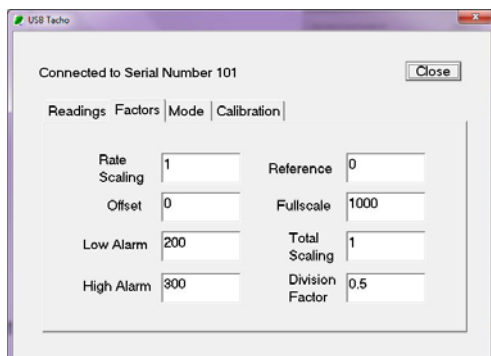 USB Tacho
Connected to Serial Number 101
Close
Readings Factors Mode Calibration
Rate
Scaling
1
Reference
0
Offset
0
Fullscale
1000
Low Alarm
200
Total
Scaling
1
High Alarm
300
Division
Factor
0.5